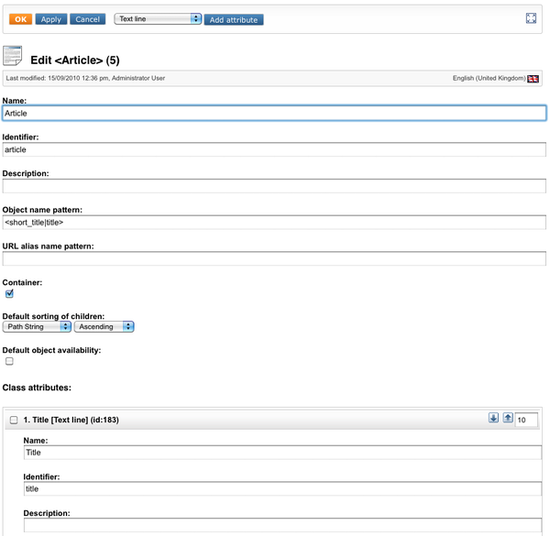 OK Apply Cancel Text line Add attribute
Edit <Article> (5)
Last modified: 15/09/2010 12:36 pm, Administrator User English (United Kingdom)
Name:
Article
Identifier:
article
Description:
Object name pattern:
<short_title|title>
URL alias name pattern:
Container:
Default sorting of children:
Path String Ascending
Default object availability:
Class attributes:
1. Title [Text line] (id:183) 10
Name:
Title
Identifier:
title
Description: